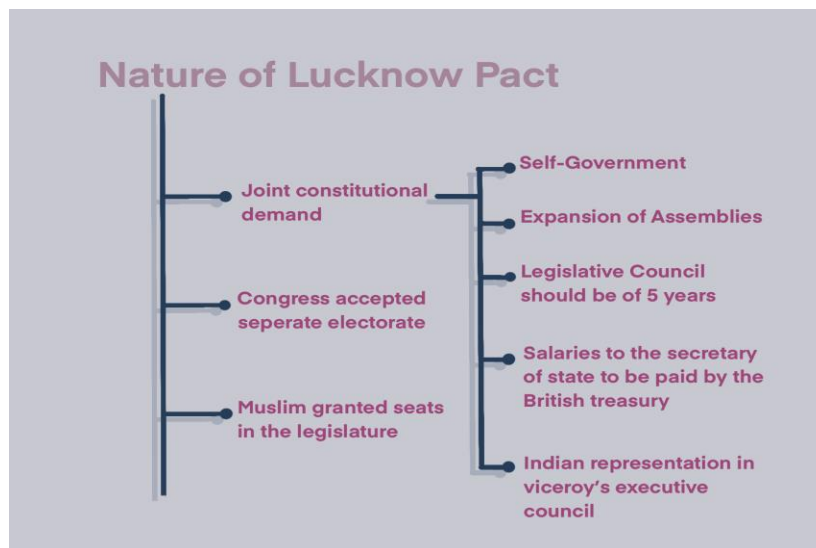 Nature of Lucknow Pact
Joint constitutional
demand
Self-Government
Expansion of Assemblies
Legislative Council
should be of 5 years
Salaries to the secretary
of state to be paid by the
British treasury
Indian representation in
viceroy's executive
council
Congress accepted
seperate electorate
Muslim granted seats
in the legislature